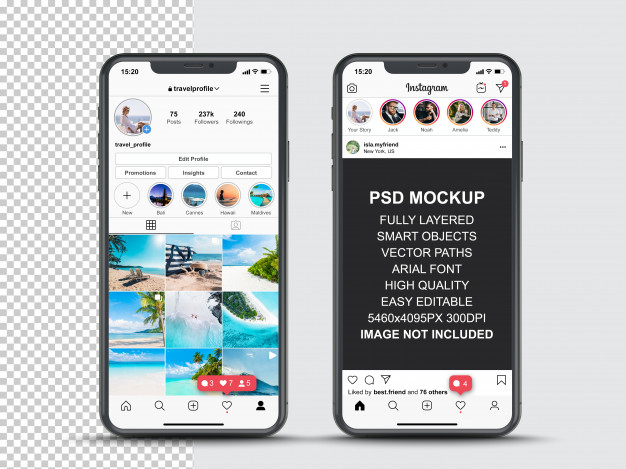 15:20
travelprofile
75
Posts
237k
Followers
240
Followings
travel_profile
Edit Profile
Promotions
Insights
Contact
New
Bali
Cannes
Hawaii
Maldives
3 7 5
15:20
Instagram
1
Your Story
Jack
Noah
Amelie
Teddy
isla.myfriend
New York, US
PSD MOCKUP
FULLY LAYERED
SMART OBJECTS
VECTOR PATHS
ARIAL FONT
HIGH QUALITY
EASY EDITABLE
5460x4095PX 300DPI
IMAGE NOT INCLUDED
4
Liked by best.friend and 76 others